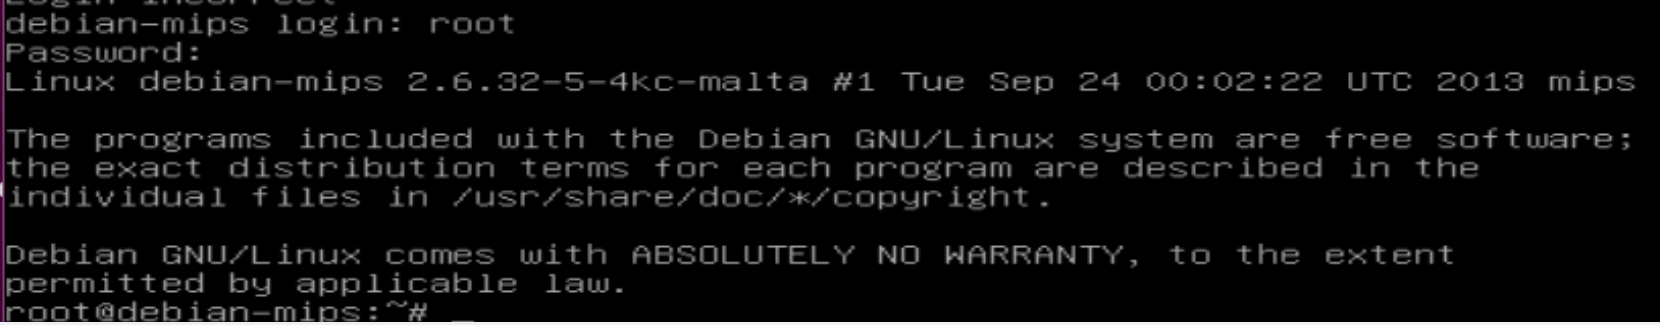 Login incorrect
debian-mips login: root
Password:
Linux debian-mips 2.6.32-5-4kc-malta #1 Tue Sep 24 00:02:22 UTC 2013 mips
The programs included with the Debian GNU/Linux system are free software;
the exact distribution terms for each program are described in the
individual files in /usr/share/doc/*/copyright.
Debian GNU/Linux comes with ABSOLUTELY NO WARRANTY, to the extent
permitted by applicable law.
root@debian-mips:~# _